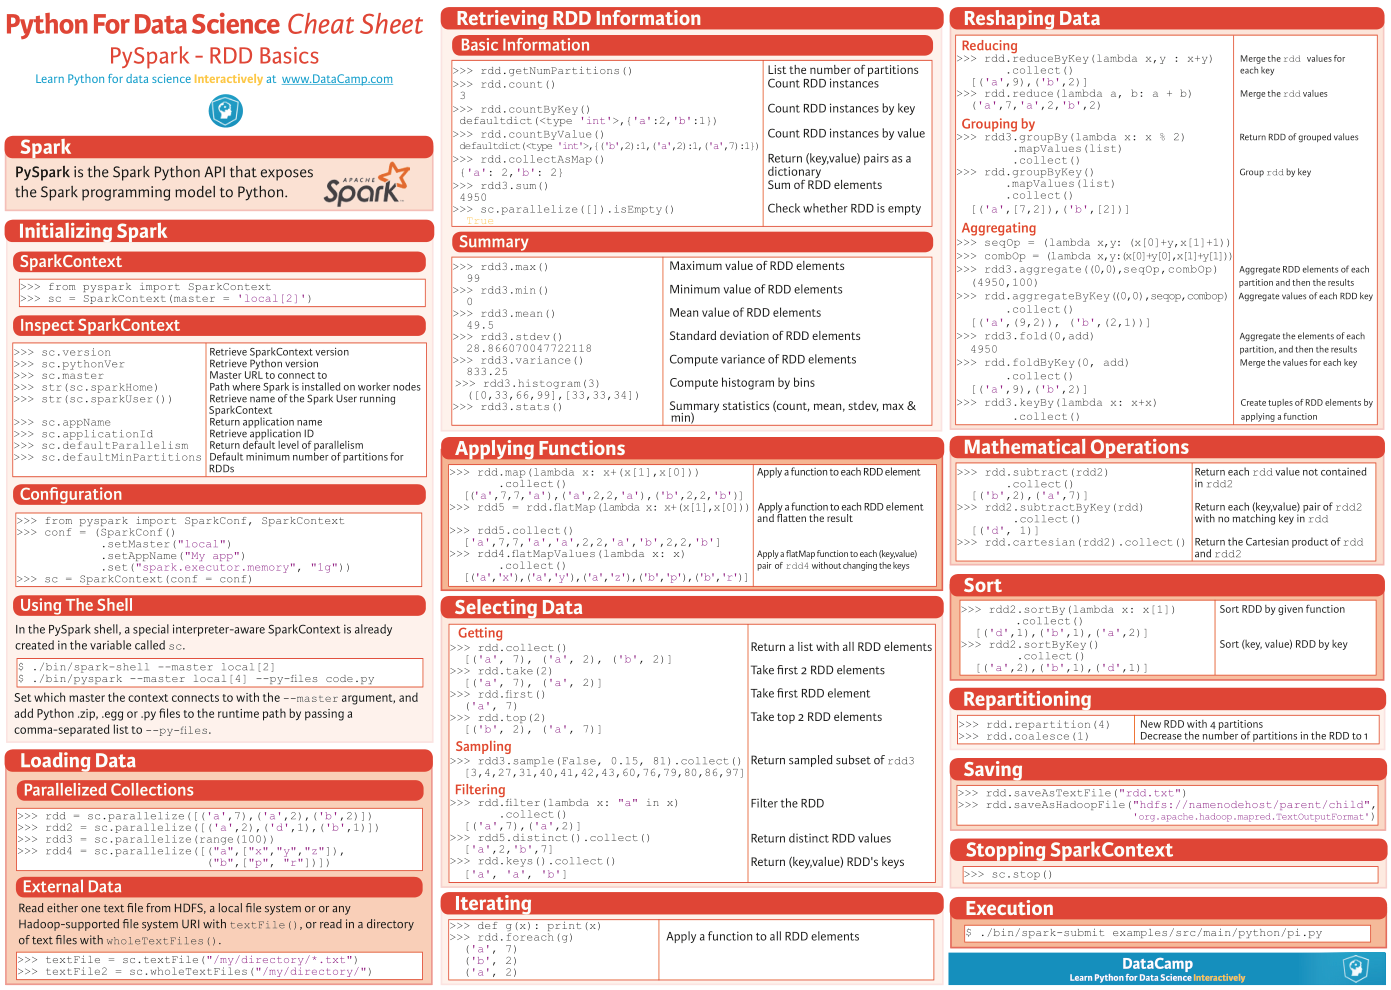 Python For Data Science Cheat Sheet
PySpark - RDD Basics
Learn Python for data science Interactively at www.DataCamp.com
Spark
PySpark is the Spark Python API that exposes
the Spark programming model to Python.
APACHE
Spark
Initializing Spark
SparkContext
>>> from pyspark import SparkContext
>>> sc = SparkContext(master = 'local[2]')
Inspect SparkContext
>>> sc.version Retrieve SparkContext version
>>> sc.pythonVer Retrieve Python version
>>> sc.master Master URL to connect to
>>> str(sc.sparkHome) Path where Spark is installed on worker nodes
>>> str(sc.sparkUser()) Retrieve name of the Spark User running
SparkContext
>>> sc.appName Return application name
>>> sc.applicationId Retrieve application ID
>>> sc.defaultParallelism Return default level of parallelism
>>> sc.defaultMinPartitions Default minimum number of partitions for
RDDs
Configuration
>>> from pyspark import SparkConf, SparkContext
>>> conf = (SparkConf()
.setMaster("local")
.setAppName("My app")
.set("spark.executor.memory", "1g"))
>>> sc = SparkContext(conf = conf)
Using The Shell
In the PySpark shell, a special interpreter-aware SparkContext is already
created in the variable called sc.
$ ./bin/spark-shell --master local[2]
$ ./bin/pyspark --master local[4] --py-files code.py
Set which master the context connects to with the --master argument, and
add Python .zip, .egg or .py files to the runtime path by passing a
comma-separated list to --py-files.
Loading Data
Parallelized Collections
>>> rdd = sc.parallelize([('a',7),('a',2),('b',2)])
>>> rdd2 = sc.parallelize([('a',2),('d',1),('b',1)])
>>> rdd3 = sc.parallelize(range(100))
>>> rdd4 = sc.parallelize([("a",["x","y","z"]),
("b",["p", "r"])])
External Data
Read either one text file from HDFS, a local file system or or any
Hadoop-supported file system URI with textFile(), or read in a directory
of text files with wholeTextFiles().
>>> textFile = sc.textFile("/my/directory/*.txt")
>>> textFile2 = sc.wholeTextFiles("/my/directory/")
Retrieving RDD Information
Basic Information
>>> rdd.getNumPartitions() List the number of partitions
>>> rdd.count() Count RDD instances
3
>>> rdd.countByKey() Count RDD instances by key
defaultdict(<type 'int'>,{'a':2,'b':1})
>>> rdd.countByValue() Count RDD instances by value
defaultdict(<type 'int'>,{('b',2):1,('a',2):1,('a',7):1})
>>> rdd.collectAsMap() Return (key,value) pairs as a
{'a': 2,'b': 2} dictionary
>>> rdd3.sum() Sum of RDD elements
4950
>>> sc.parallelize([]).isEmpty() Check whether RDD is empty
True
Summary
>>> rdd3.max() Maximum value of RDD elements
99
>>> rdd3.min() Minimum value of RDD elements
0
>>> rdd3.mean() Mean value of RDD elements
49.5
>>> rdd3.stdev() Standard deviation of RDD elements
28.866070047722118
>>> rdd3.variance() Compute variance of RDD elements
833.25
>>> rdd3.histogram(3) Compute histogram by bins
([0,33,66,99],[33,33,34])
>>> rdd3.stats() Summary statistics (count, mean, stdev, max &
min)
Applying Functions
>>> rdd.map(lambda x: x+(x[1],x[0])) Apply a function to each RDD element
.collect()
[('a',7,7,'a'),('a',2,2,'a'),('b',2,2,'b')]
>>> rdd5 = rdd.flatMap(lambda x: x+(x[1],x[0])) Apply a function to each RDD element
and flatten the result
>>> rdd5.collect()
['a',7,7,'a','a',2,2,'a','b',2,2,'b']
>>> rdd4.flatMapValues(lambda x: x) Apply a flatMap function to each (key,value)
.collect() pair of rdd4 without changing the keys
[('a','x'),('a','y'),('a','z'),('b','p'),('b','r')]
Selecting Data
Getting
>>> rdd.collect() Return a list with all RDD elements
[('a', 7), ('a', 2), ('b', 2)]
>>> rdd.take(2) Take first 2 RDD elements
[('a', 7), ('a', 2)]
>>> rdd.first() Take first RDD element
('a', 7)
>>> rdd.top(2) Take top 2 RDD elements
[('b', 2), ('a', 7)]
Sampling
>>> rdd3.sample(False, 0.15, 81).collect() Return sampled subset of rdd3
[3,4,27,31,40,41,42,43,60,76,79,80,86,97]
Filtering
>>> rdd.filter(lambda x: "a" in x) Filter the RDD
.collect()
[('a',7),('a',2)]
>>> rdd5.distinct().collect() Return distinct RDD values
['a',2,'b',7]
>>> rdd.keys().collect() Return (key,value) RDD's keys
['a', 'a', 'b']
Iterating
>>> def g(x): print(x)
>>> rdd.foreach(g) Apply a function to all RDD elements
('a', 7)
('b', 2)
('a', 2)
Reshaping Data
Reducing
>>> rdd.reduceByKey(lambda x,y : x+y) Merge the rdd values for
.collect() each key
[('a',9),('b',2)]
>>> rdd.reduce(lambda a, b: a + b) Merge the rdd values
('a',7,'a',2,'b',2)
Grouping by
>>> rdd3.groupBy(lambda x: x % 2) Return RDD of grouped values
.mapValues(list)
.collect()
>>> rdd.groupByKey() Group rdd by key
.mapValues(list)
.collect()
[('a',[7,2]),('b',[2])]
Aggregating
>>> seqOp = (lambda x,y: (x[0]+y,x[1]+1))
>>> combOp = (lambda x,y:(x[0]+y[0],x[1]+y[1]))
>>> rdd3.aggregate((0,0),seqOp,combOp) Aggregate RDD elements of each
(4950,100) partition and then the results
>>> rdd.aggregateByKey((0,0),seqop,combop) Aggregate values of each RDD key
.collect()
[('a',(9,2)), ('b',(2,1))]
>>> rdd3.fold(0,add) Aggregate the elements of each
4950 partition, and then the results
>>> rdd.foldByKey(0, add) Merge the values for each key
.collect()
[('a',9),('b',2)]
>>> rdd3.keyBy(lambda x: x+x) Create tuples of RDD elements by
.collect() applying a function
Mathematical Operations
>>> rdd.subtract(rdd2) Return each rdd value not contained
.collect() in rdd2
[('b',2),('a',7)]
>>> rdd2.subtractByKey(rdd) Return each (key,value) pair of rdd2
.collect() with no matching key in rdd
[('d', 1)]
>>> rdd.cartesian(rdd2).collect() Return the Cartesian product of rdd
and rdd2
Sort
>>> rdd2.sortBy(lambda x: x[1]) Sort RDD by given function
.collect()
[('d',1),('b',1),('a',2)]
>>> rdd2.sortByKey() Sort (key, value) RDD by key
.collect()
[('a',2),('b',1),('d',1)]
Repartitioning
>>> rdd.repartition(4) New RDD with 4 partitions
>>> rdd.coalesce(1) Decrease the number of partitions in the RDD to 1
Saving
>>> rdd.saveAsTextFile("rdd.txt")
>>> rdd.saveAsHadoopFile("hdfs://namenodehost/parent/child",
'org.apache.hadoop.mapred.TextOutputFormat')
Stopping SparkContext
>>> sc.stop()
Execution
$ ./bin/spark-submit examples/src/main/python/pi.py
DataCamp
Learn Python for Data Science Interactively